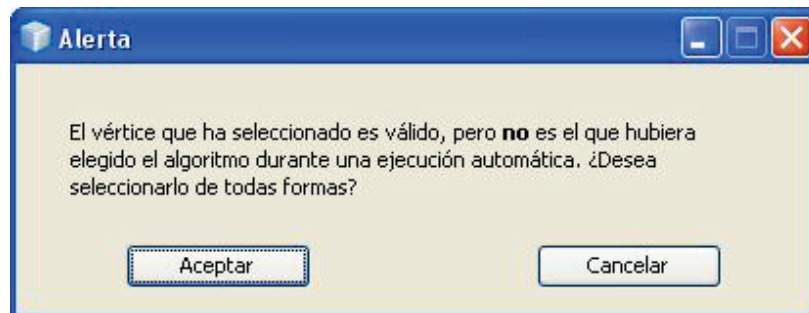 Alerta
El vértice que ha seleccionado es válido, pero no es el que hubiera
elegido el algoritmo durante una ejecución automática. ¿Desea
seleccionarlo de todas formas?
Aceptar
Cancelar